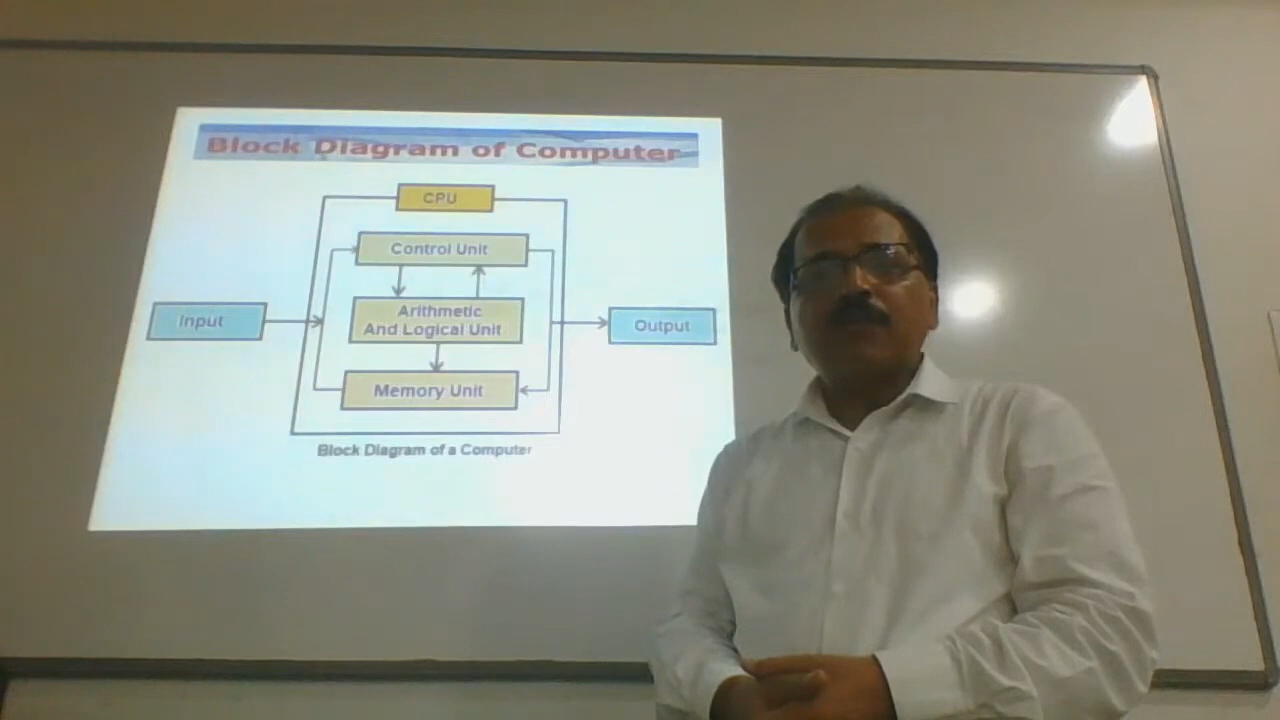 Block Diagram of Computer
CPU
Control Unit
Arithmetic
And Logical Unit
Input
Output
Memory Unit
Block Diagram of a Computer